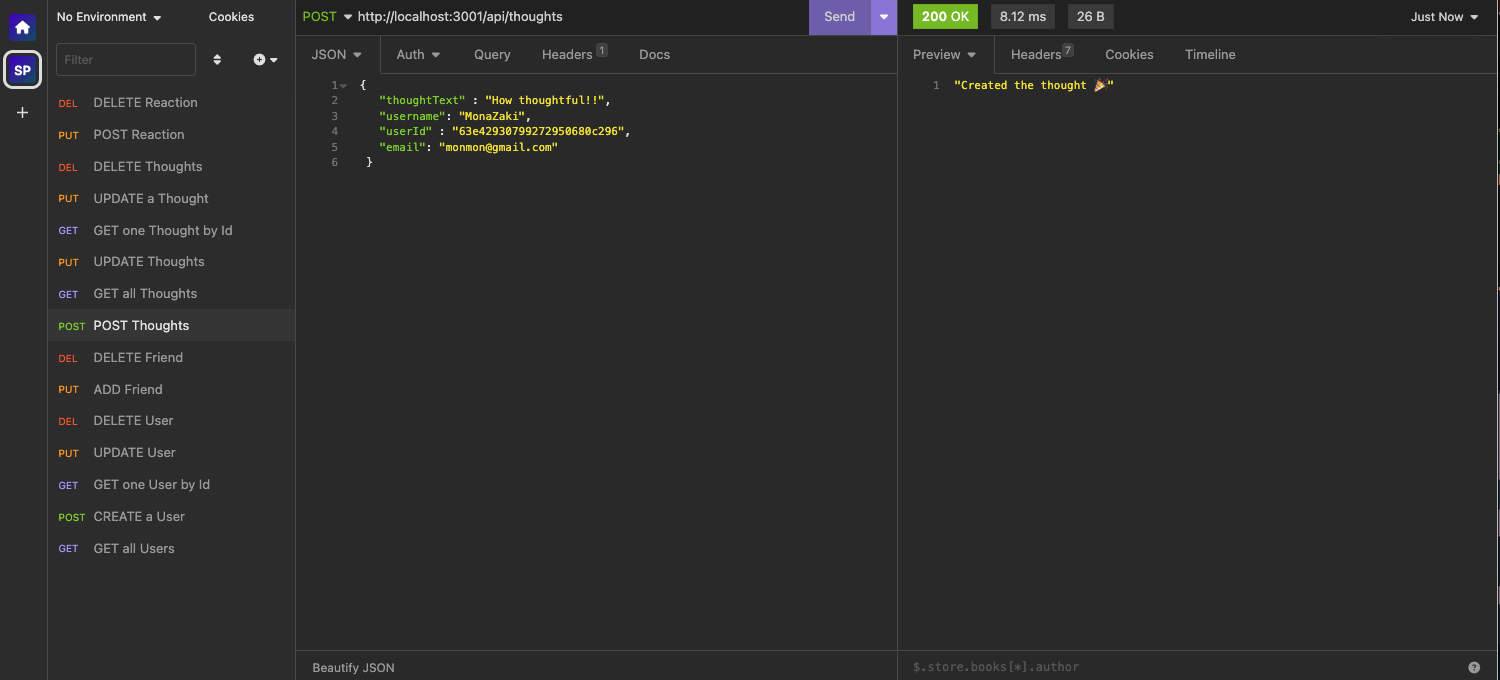 No Environment
Cookies
SP
Filter
DEL DELETE Reaction
PUT POST Reaction
DEL DELETE Thoughts
PUT UPDATE a Thought
GET GET one Thought by Id
PUT UPDATE Thoughts
GET GET all Thoughts
POST POST Thoughts
DEL DELETE Friend
PUT ADD Friend
DEL DELETE User
PUT UPDATE User
GET GET one User by Id
POST CREATE a User
GET GET all Users
POST http://localhost:3001/api/thoughts Send
JSON Auth Query Headers 1 Docs
1 {
2 "thoughtText" : "How thoughtful!!",
3 "username": "MonaZaki",
4 "userId" : "63e42930799272950680c296",
5 "email": "monmon@gmail.com"
6 }
Beautify JSON
200 OK 8.12 ms 26 B Just Now
Preview Headers 7 Cookies Timeline
1 "Created the thought 🎉"
$.store.books[*].author ?